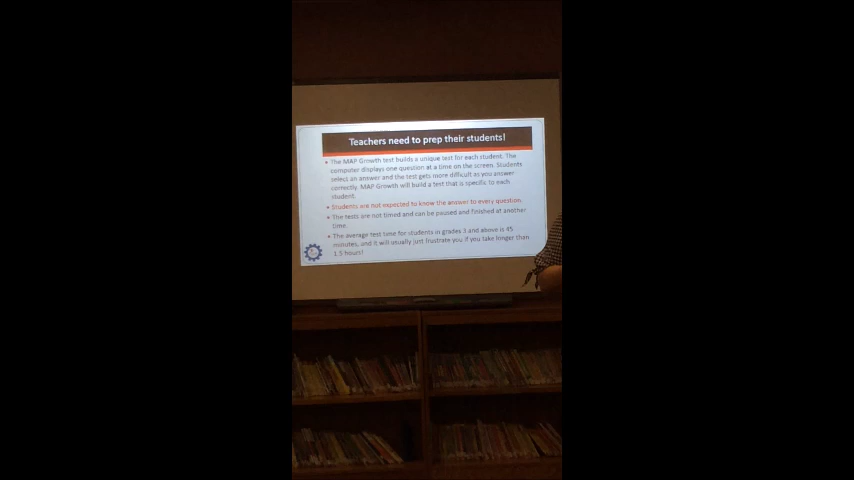 Teachers need to prep their students!
• The MAP Growth test builds a unique test for each student. The
computer displays one question at a time on the screen. Students
select an answer and the test gets more difficult as you answer
correctly. MAP Growth will build a test that is specific to each
student.
• Students are not expected to know the answer to every question.
• The tests are not timed and can be paused and finished at another
time.
• The average test time for students in grades 3 and above is 45
minutes, and it will usually just frustrate you if you take longer than
1.5 hours!